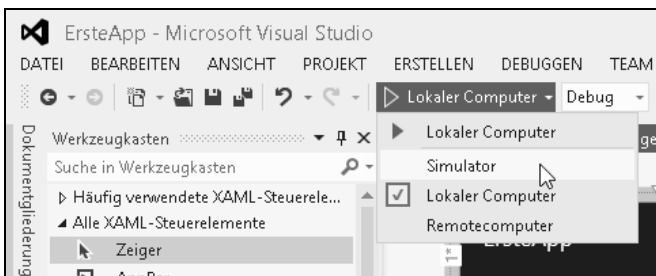 ErsteApp - Microsoft Visual Studio
DATEI BEARBEITEN ANSICHT PROJEKT ERSTELLEN DEBUGGEN TEAM
Lokaler Computer Debug
Dokumentgliederung
Werkzeugkasten
Suche in Werkzeugkasten
Häufig verwendete XAML-Steuerele...
Alle XAML-Steuerelemente
Zeiger
Lokaler Computer
Simulator
Lokaler Computer
Remotecomputer
ErsteApp